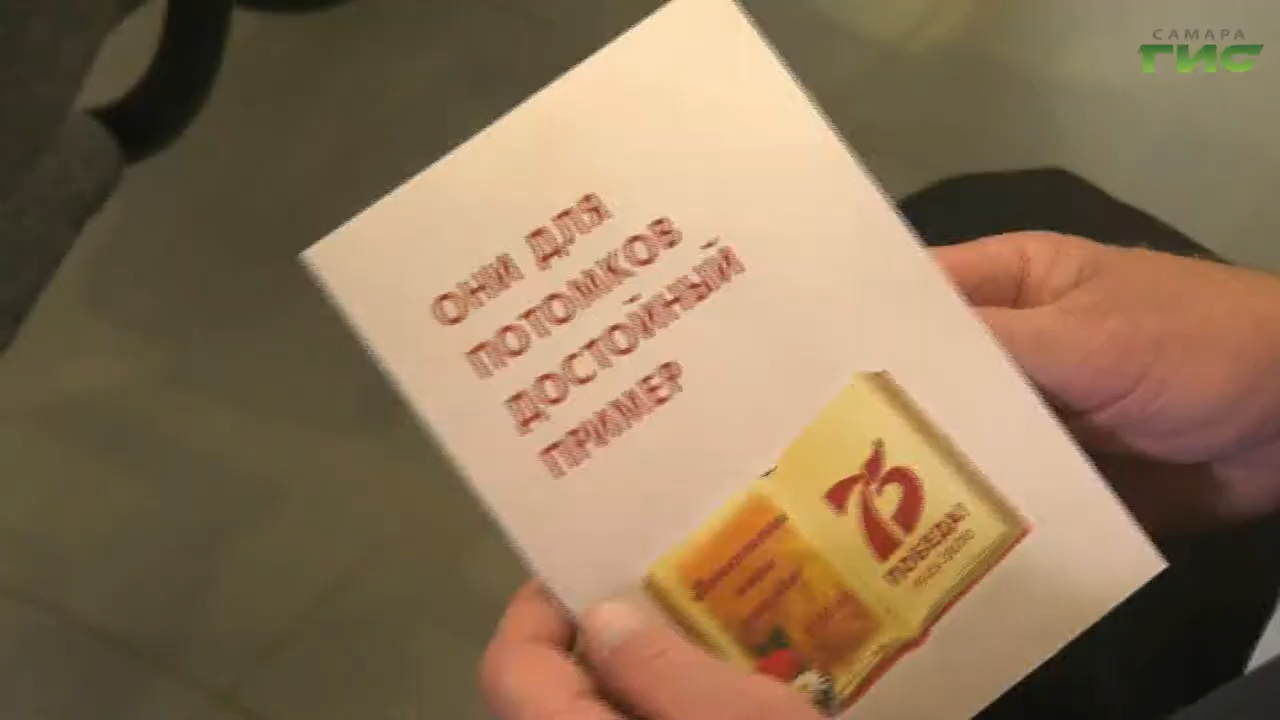 САМАРА
ГИС
ОНИ ДЛЯ
ПОТОМКОВ
ДОСТОЙНЫЙ
ПРИМЕР
75
ПОБЕДА!